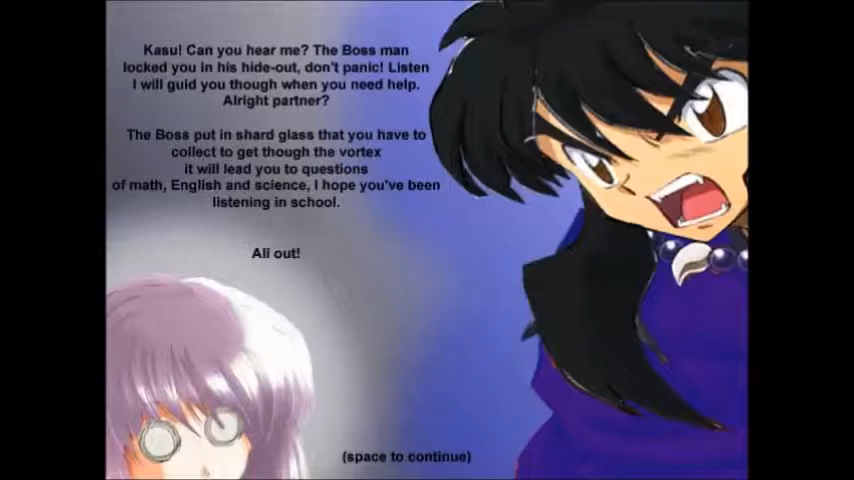 Kasu! Can you hear me? The Boss man
locked you in his hide-out, don't panic! Listen
I will guid you though when you need help.
Alright partner?
The Boss put in shard glass that you have to
collect to get though the vortex
it will lead you to questions
of math, English and science, I hope you've been
listening in school.
Ali out!
(space to continue)